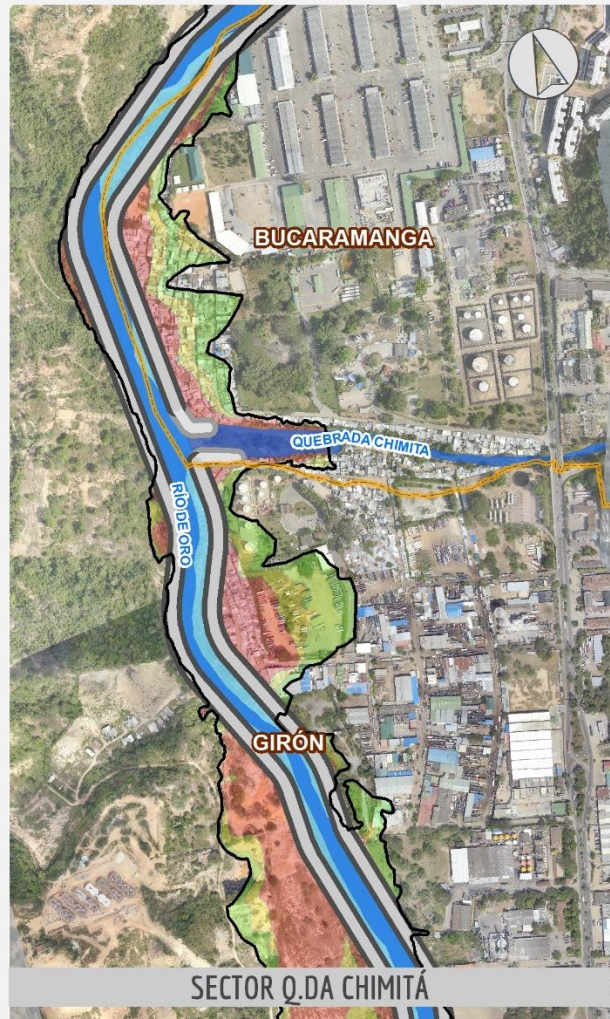 BUCARAMANGA
QUEBRADA CHIMITA
RÍO DE ORO
GIRÓN
SECTOR Q.DA CHIMITÁ